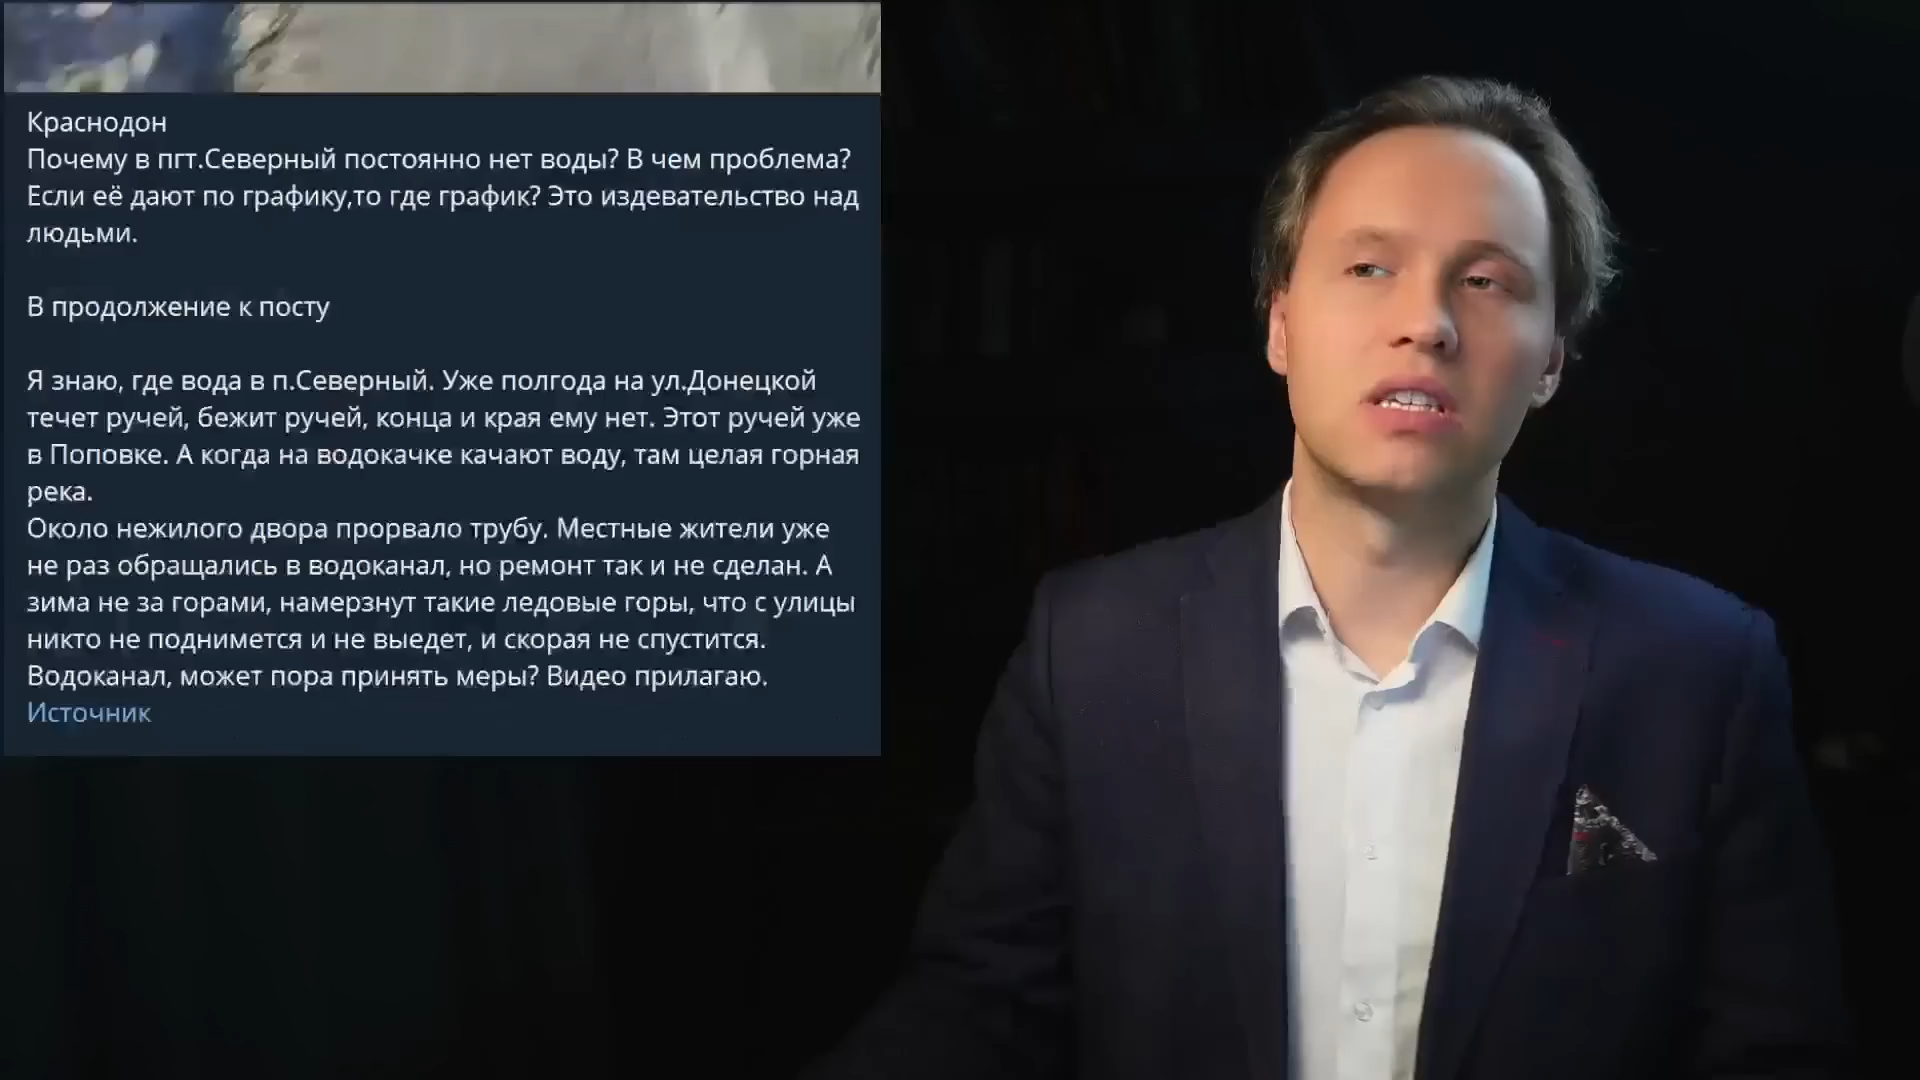 Краснодон
Почему в пгт.Северный постоянно нет воды? В чем проблема?
Если её дают по графику,то где график? Это издевательство над
людьми.
В продолжение к посту
Я знаю, где вода в п.Северный. Уже полгода на ул.Донецкой
течет ручей, бежит ручей, конца и края ему нет. Этот ручей уже
в Поповке. А когда на водокачке качают воду, там целая горная
река.
Около нежилого двора прорвало трубу. Местные жители уже
не раз обращались в водоканал, но ремонт так и не сделан. А
зима не за горами, намерзнут такие ледовые горы, что с улицы
никто не поднимется и не выедет, и скорая не спустится.
Водоканал, может пора принять меры? Видео прилагаю.
Источник